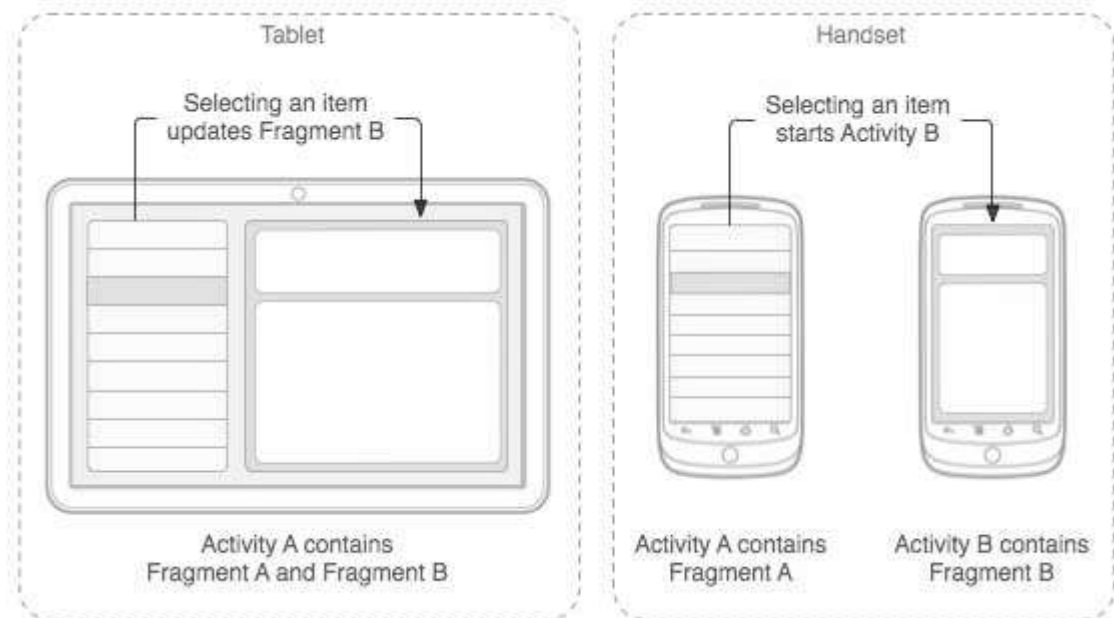 Tablet
Selecting an item
updates Fragment B
Activity A contains
Fragment A and Fragment B
Handset
Selecting an item
starts Activity B
Activity A contains
Fragment A
Activity B contains
Fragment B